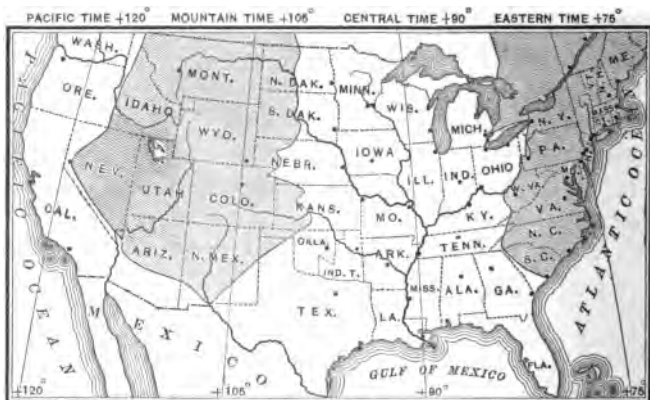 PACIFIC TIME +120° MOUNTAIN TIME +105° CENTRAL TIME +90° EASTERN TIME +75°
WASH.
MONT.
N. DAK.
MINN.
ME.
ORE.
IDAHO
S. DAK.
WIS.
MICH.
N. Y.
VT.
MASS.
WYO.
IOWA
PA.
NEV.
NEBR.
ILL.
IND.
OHIO
W. VA.
UTAH
COLO.
KANS.
MO.
KY.
VA.
CAL.
TENN.
N. C.
ARIZ.
N. MEX.
OKLA.
ARK.
S. C.
IND. T.
MISS.
ALA.
GA.
TEX.
LA.
FLA.
PACIFIC OCEAN
MEXICO
GULF OF MEXICO
ATLANTIC OCE
+120° +105° +90° +75°